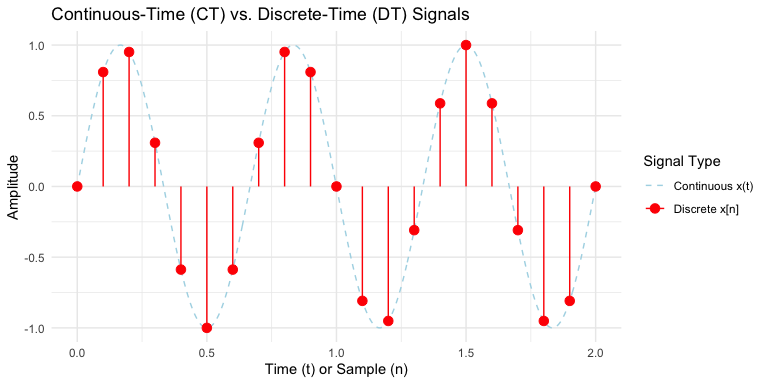 Continuous-Time (CT) vs. Discrete-Time (DT) Signals
Amplitude
1.0
0.5
0.0
-0.5
-1.0
0.0 0.5 1.0 1.5 2.0
Time (t) or Sample (n)
Signal Type
Continuous x(t)
Discrete x[n]